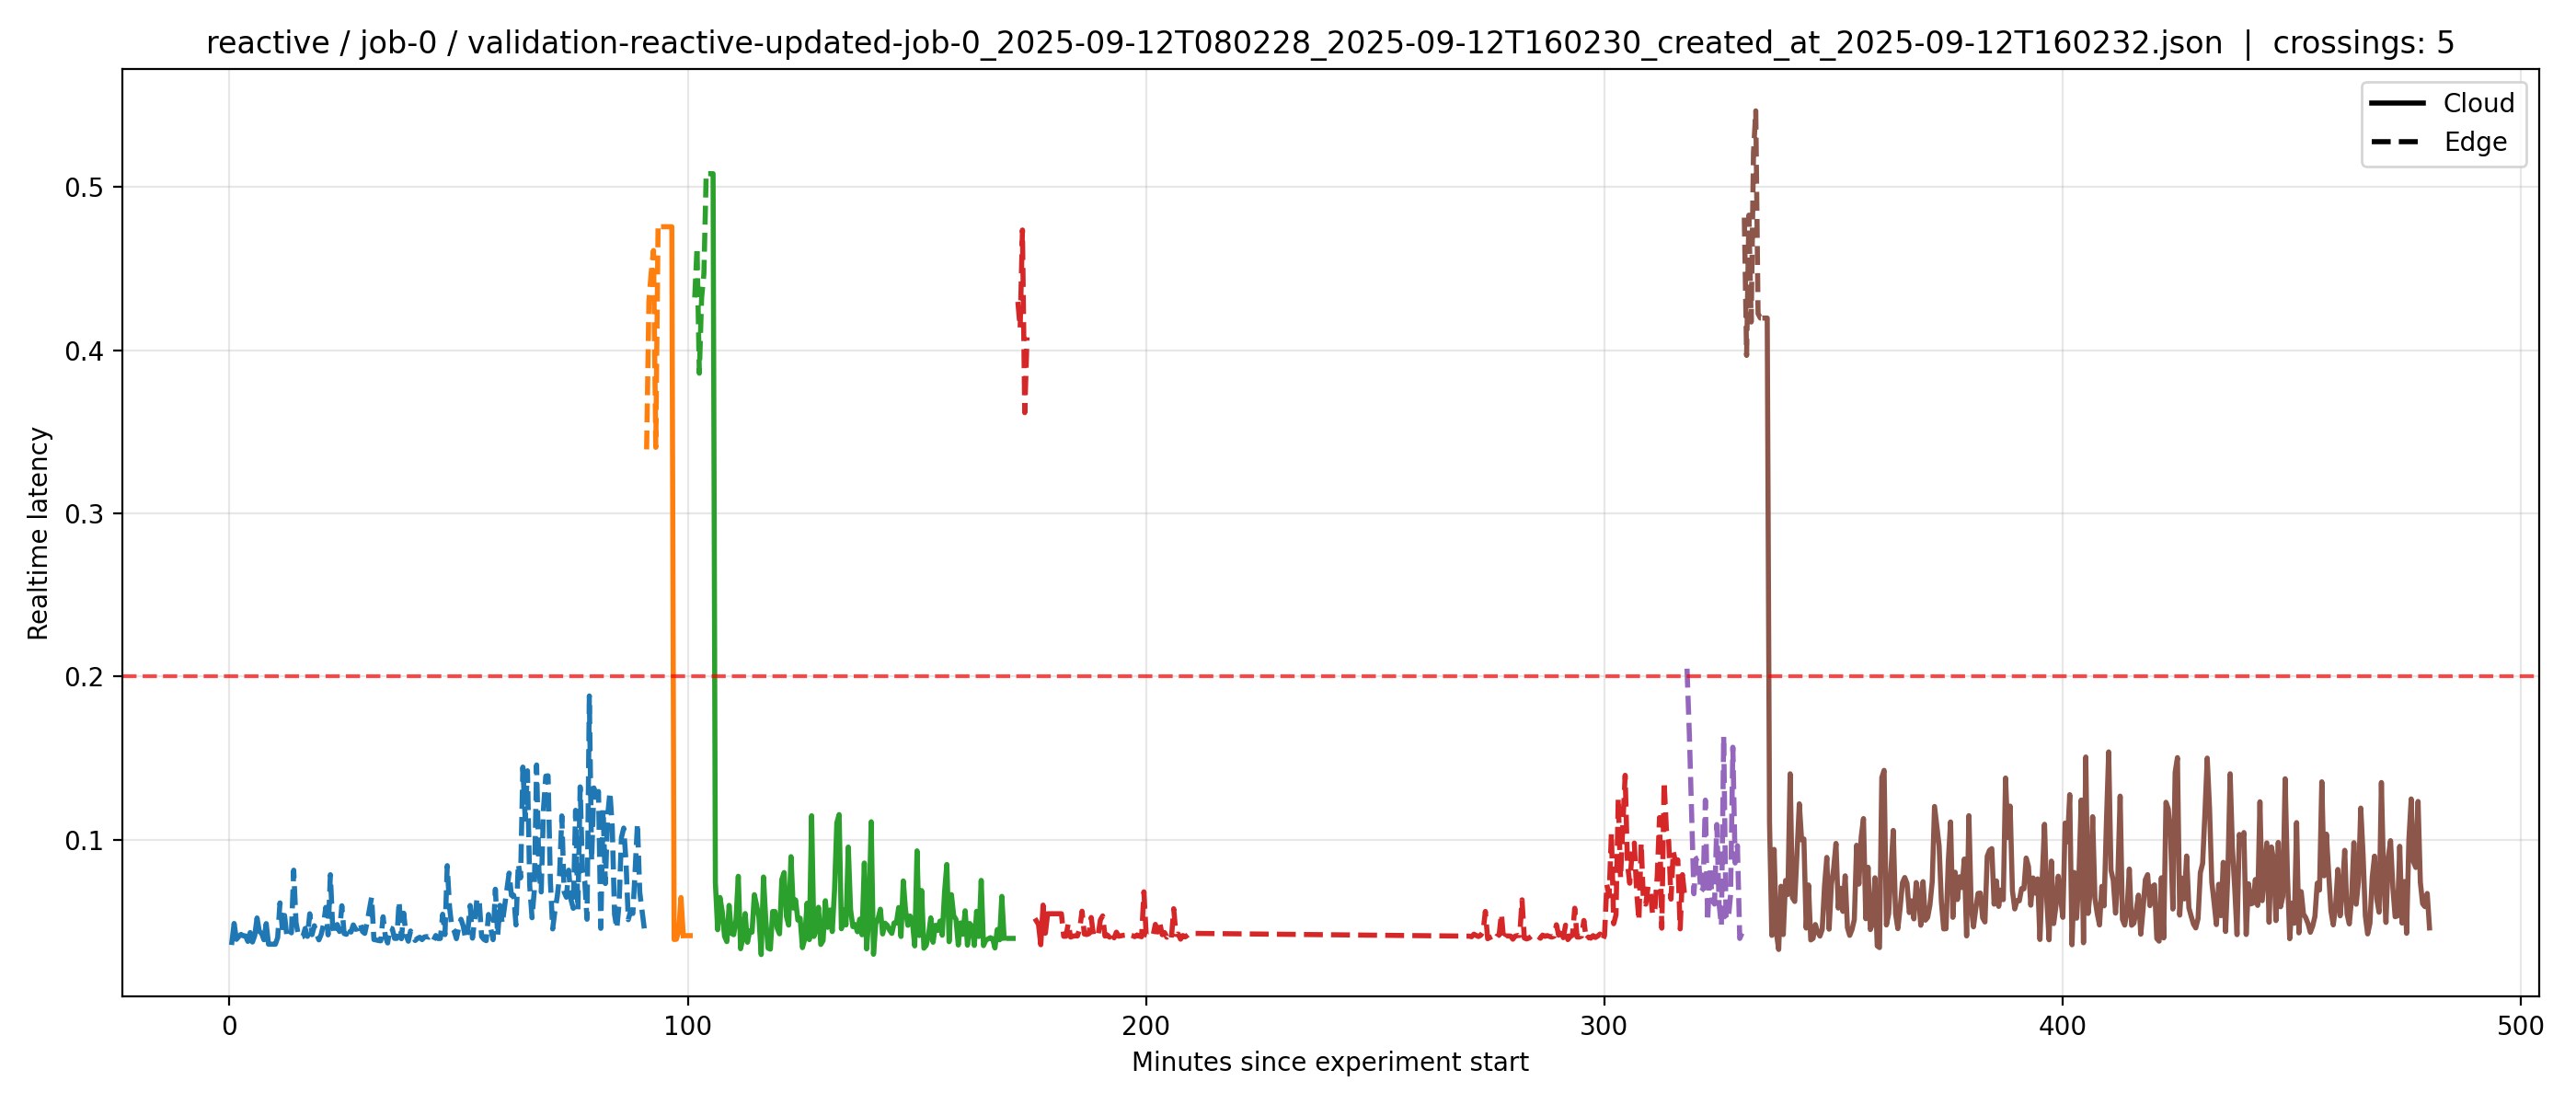 reactive / job-0 / validation-reactive-updated-job-0_2025-09-12T080228_2025-09-12T160230_created_at_2025-09-12T160232.json | crossings: 5
Cloud
Edge
Realtime latency
0.5
0.4
0.3
0.2
0.1
0
100
200
300
400
500
Minutes since experiment start